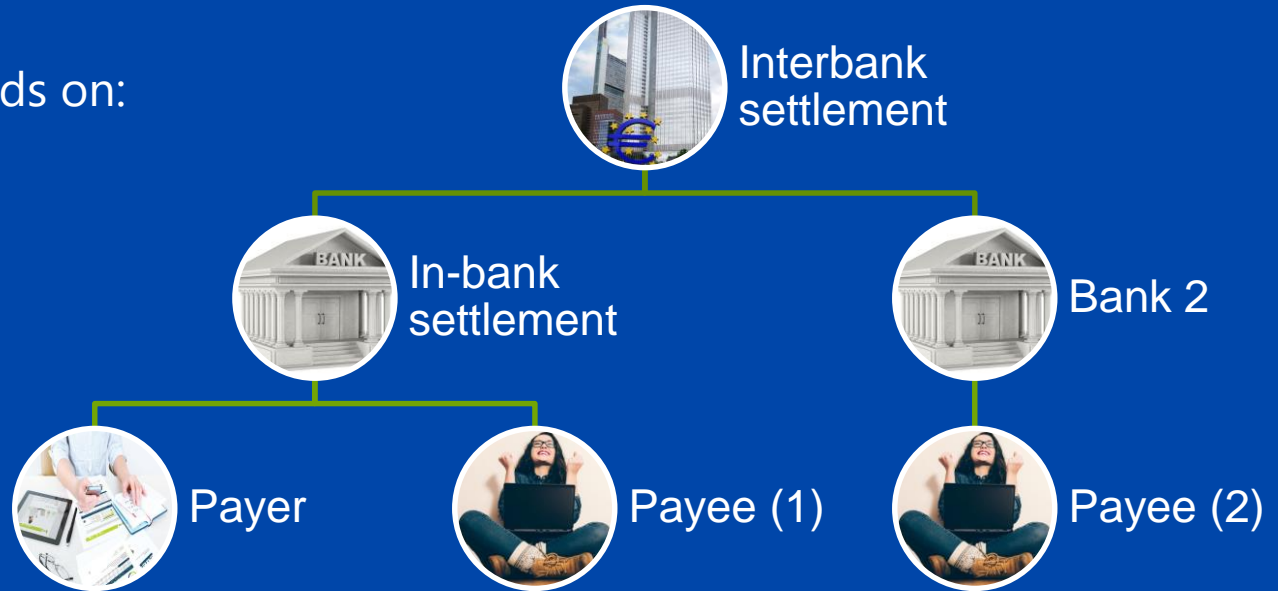 ds on:
Interbank
settlement
BANK
In-bank
settlement
BANK
Bank 2
Payer
Payee (1)
Payee (2)